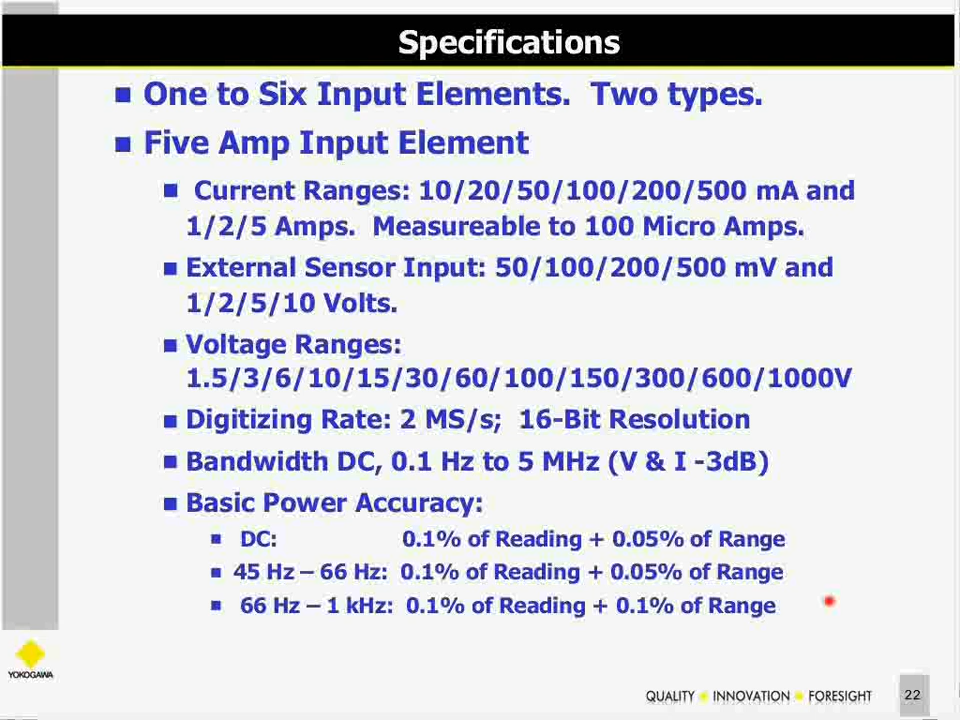 Specifications
One to Six Input Elements. Two types.
Five Amp Input Element
Current Ranges: 10/20/50/100/200/500 mA and
1/2/5 Amps. Measureable to 100 Micro Amps.
External Sensor Input: 50/100/200/500 mV and
1/2/5/10 Volts.
Voltage Ranges:
1.5/3/6/10/15/30/60/100/150/300/600/1000V
Digitizing Rate: 2 MS/s; 16-Bit Resolution
Bandwidth DC, 0.1 Hz to 5 MHz (V & I -3dB)
Basic Power Accuracy:
DC: 0.1% of Reading + 0.05% of Range
45 Hz – 66 Hz: 0.1% of Reading + 0.05% of Range
66 Hz – 1 kHz: 0.1% of Reading + 0.1% of Range
YOKOGAWA
QUALITY INNOVATION FORESIGHT 22